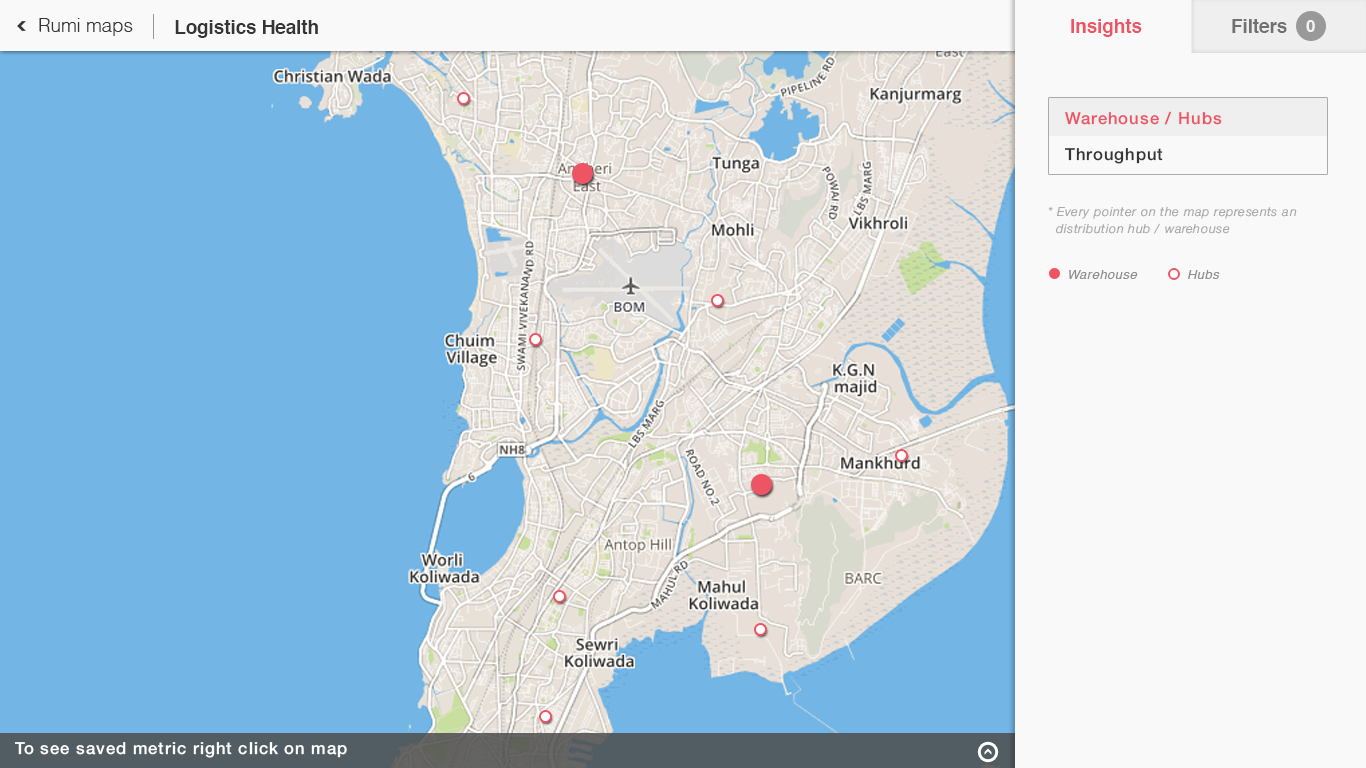 Rumi maps
Logistics Health
Insights
Filters 0
Christian Wada
East
PIPELINE RD
Kanjurmarg
Andheri
East
Tunga
POWAI RD
LBS MARG
Vikhroli
Mohli
SWAMI VIVEKANAND RD
BOM
Chuim
Village
K.G.N
majid
LBS MARG
NH8
6
ROAD NO.2
Mankhurd
Antop Hill
Worli
Koliwada
MAHUL RD
Mahul
Koliwada
BARC
Sewri
Koliwada
To see saved metric right click on map
Warehouse / Hubs
Throughput
* Every pointer on the map represents an
distribution hub / warehouse
Warehouse
Hubs